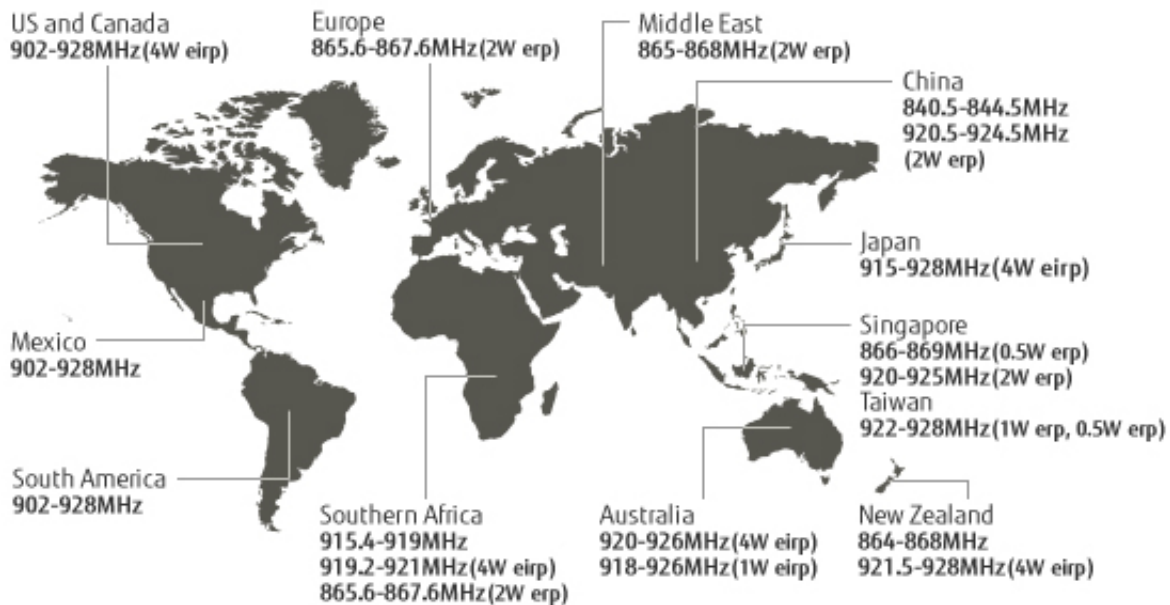 US and Canada
902-928MHz(4W eirp)
Europe
865.6-867.6MHz(2W erp)
Middle East
865-868MHz(2W erp)
China
840.5-844.5MHz
920.5-924.5MHz
(2W erp)
Japan
915-928MHz(4W eirp)
Mexico
902-928MHz
Singapore
866-869MHz(0.5W erp)
920-925MHz(2W erp)
Taiwan
922-928MHz(1W erp, 0.5W erp)
South America
902-928MHz
Southern Africa
915.4-919MHz
919.2-921MHz(4W eirp)
865.6-867.6MHz(2W erp)
Australia
920-926MHz(4W eirp)
918-926MHz(1W eirp)
New Zealand
864-868MHz
921.5-928MHz(4W eirp)